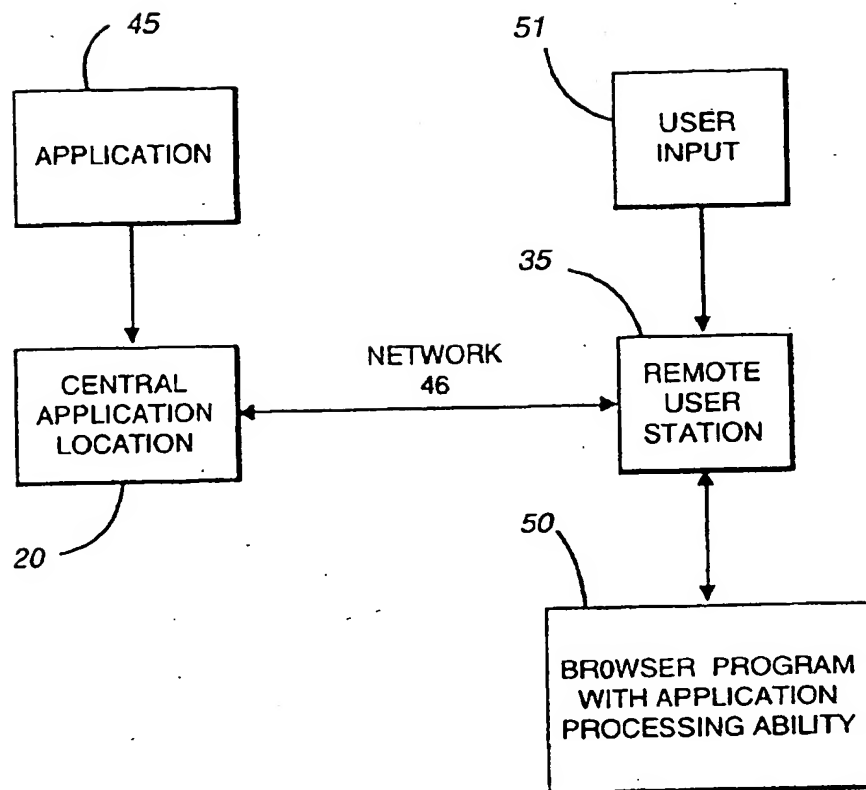 45
APPLICATION
51
USER
INPUT
35
CENTRAL
APPLICATION
LOCATION
20
NETWORK
46
REMOTE
USER
STATION
50
BROWSER PROGRAM
WITH APPLICATION
PROCESSING ABILITY